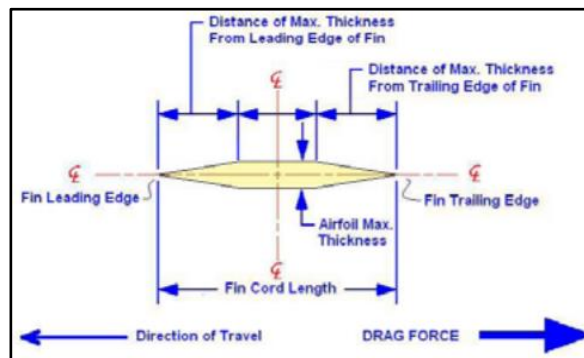 Distance of Max. Thickness
From Leading Edge of Fin
Distance of Max. Thickness
From Trailing Edge of Fin
Fin Leading Edge
Fin Trailing Edge
Airfoil Max.
Thickness
Fin Cord Length
Direction of Travel
DRAG FORCE